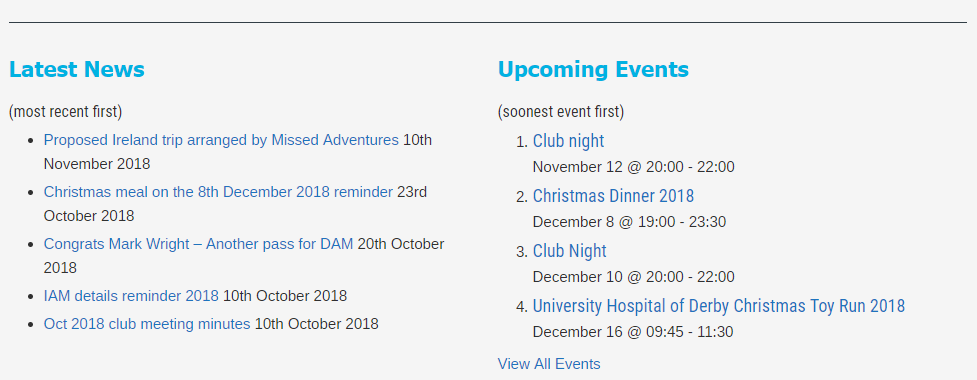 Latest News
(most recent first)
Proposed Ireland trip arranged by Missed Adventures 10th
November 2018
Christmas meal on the 8th December 2018 reminder 23rd
October 2018
Congrats Mark Wright – Another pass for DAM 20th October
2018
IAM details reminder 2018 10th October 2018
Oct 2018 club meeting minutes 10th October 2018
Upcoming Events
(soonest event first)
1. Club night
November 12 @ 20:00 - 22:00
2. Christmas Dinner 2018
December 8 @ 19:00 - 23:30
3. Club Night
December 10 @ 20:00 - 22:00
4. University Hospital of Derby Christmas Toy Run 2018
December 16 @ 09:45 - 11:30
View All Events